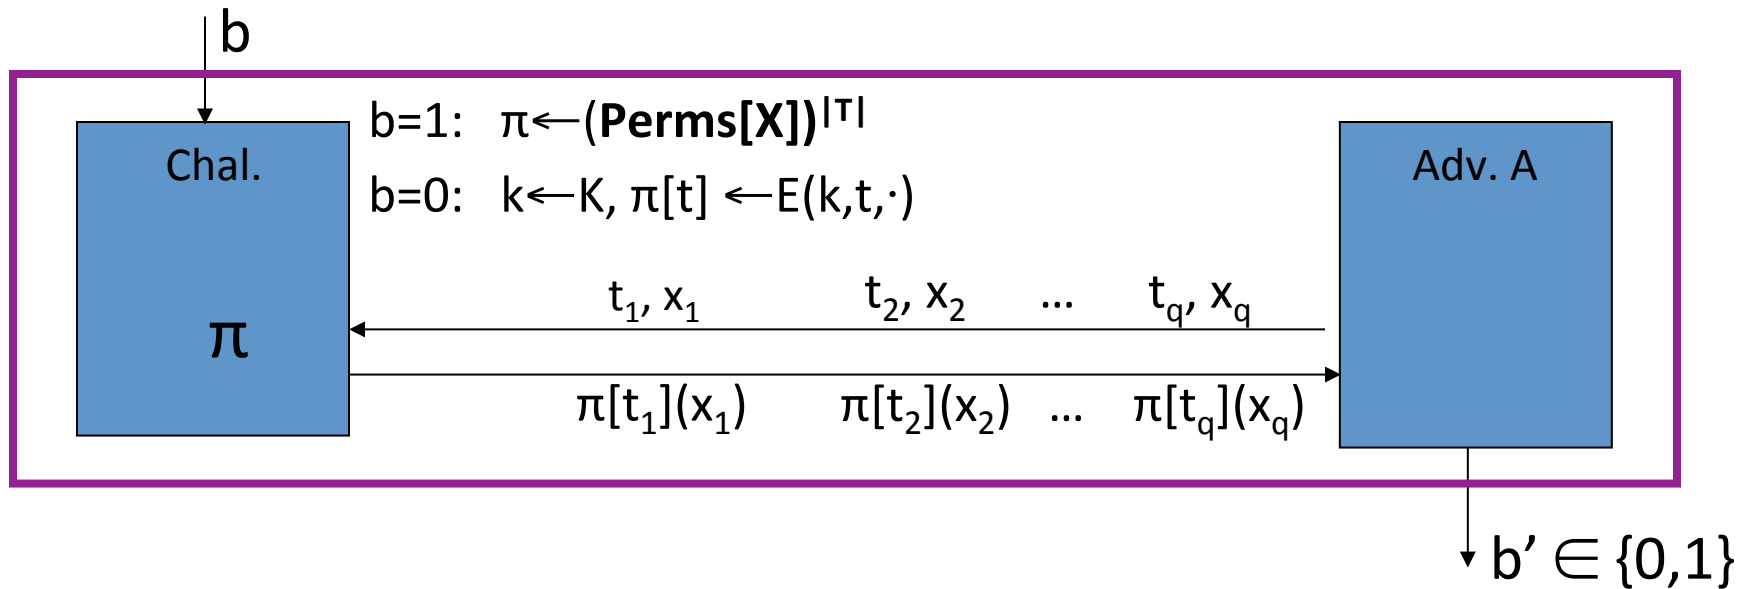 b
b=1: π←(Perms[X])|T|
Chal.
Adv. A
b=0: k←K, π[t] ←E(k,t,·)
t1, x1 t2, x2 ... tq, xq
π
π[t1](x1) π[t2](x2) ... π[tq](xq)
b’ ∈ {0,1}